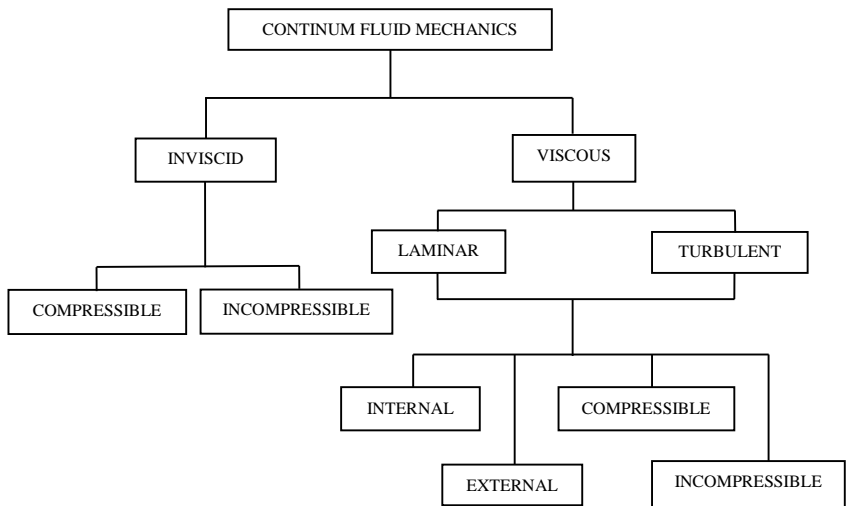 CONTINUM FLUID MECHANICS
INVISCID
VISCOUS
LAMINAR
TURBULENT
COMPRESSIBLE
INCOMPRESSIBLE
INTERNAL
COMPRESSIBLE
EXTERNAL
INCOMPRESSIBLE